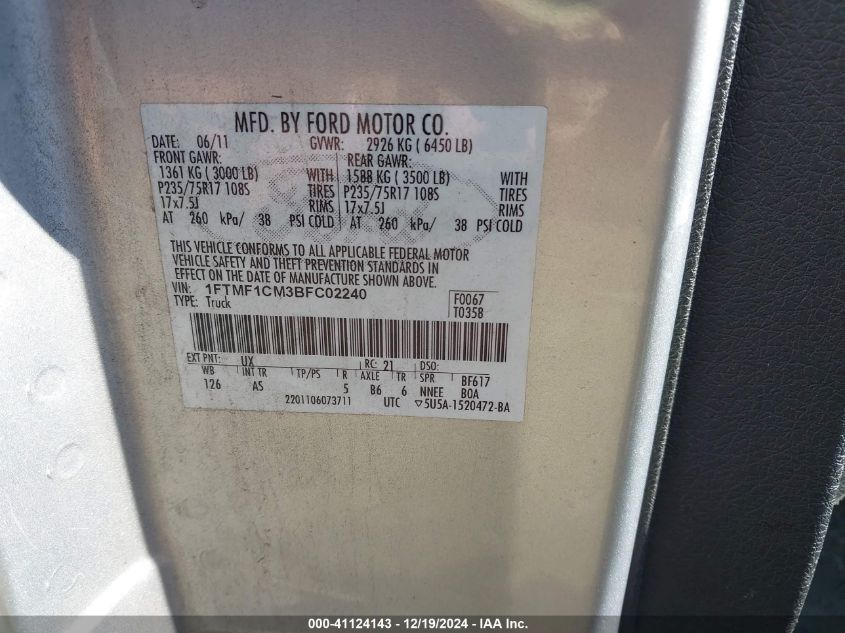 MFD. BY FORD MOTOR CO.
DATE: 06/11 GVWR: 2926 KG ( 6450 LB)
FRONT GAWR: REAR GAWR:
1361 KG ( 3000 LB) WITH 1588 KG ( 3500 LB) WITH
P235/75R17 108S TIRES P235/75R17 108S TIRES
17x7.5J RIMS 17x7.5J RIMS
AT 260 kPa/ 38 PSI COLD AT 260 kPa/ 38 PSI COLD
THIS VEHICLE CONFORMS TO ALL APPLICABLE FEDERAL MOTOR
VEHICLE SAFETY AND THEFT PREVENTION STANDARDS IN
EFFECT ON THE DATE OF MANUFACTURE SHOWN ABOVE.
VIN: 1FTMF1CM3BFC02240 F0067
TYPE: Truck T035B
EXT PNT: UX RC: 21 DSO:
WB INT TR TP/PS R AXLE TR SPR BF617
126 AS 5 B6 6 NNEE BOA
2201106073711 UTC ▽5U5A-1520472-BA
000-41124143 - 12/19/2024 - IAA Inc.